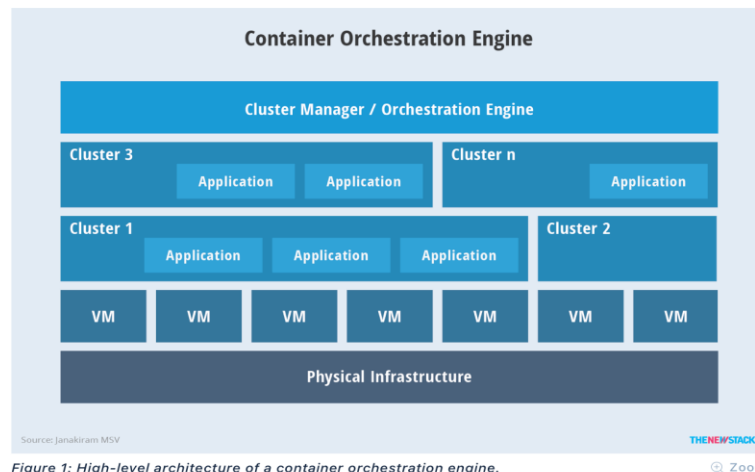 Container Orchestration Engine
Cluster Manager / Orchestration Engine
Cluster 3
Application Application
Cluster n
Application
Cluster 1
Application Application Application
Cluster 2
VM VM VM VM VM VM VM
Physical Infrastructure
Source: Janakiram MSV
THENEWSTACK
Figure 1: High-level architecture of a container orchestration engine.
Zoo